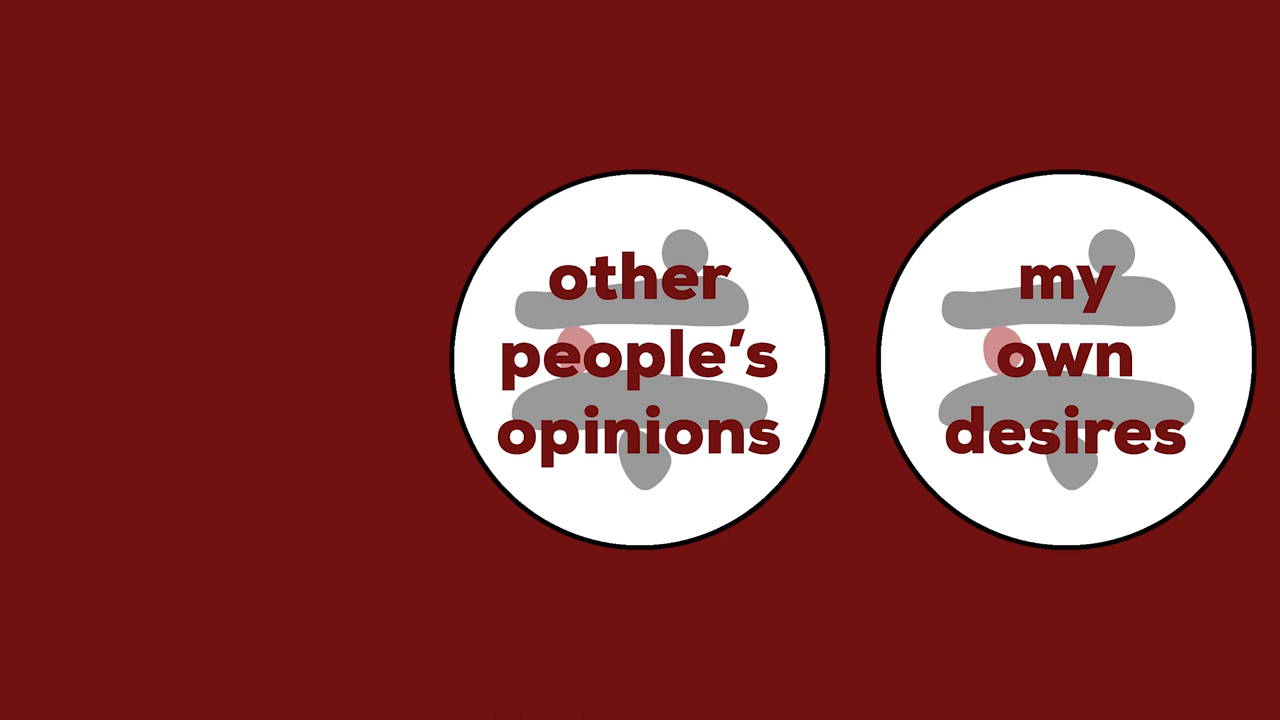 other
people’s
opinions
my
own
desires